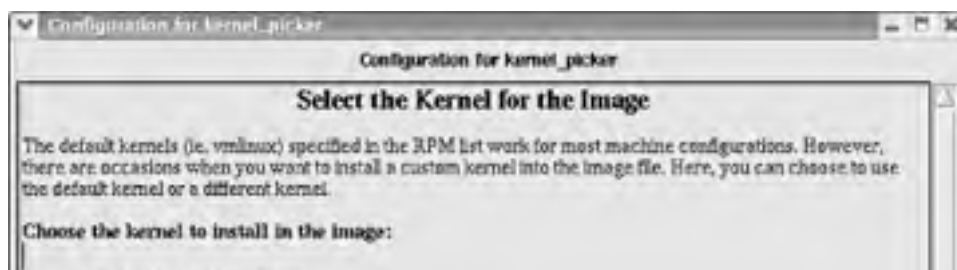 Configuration for kernel_picker
Configuration for kernel_picker
Select the Kernel for the Image
The default kernels (ie. vmlinuz) specified in the RPM list work for most machine configurations. However,
there are occasions when you want to install a custom kernel into the image file. Here, you can choose to use
the default kernel or a different kernel.
Choose the kernel to install in the image: